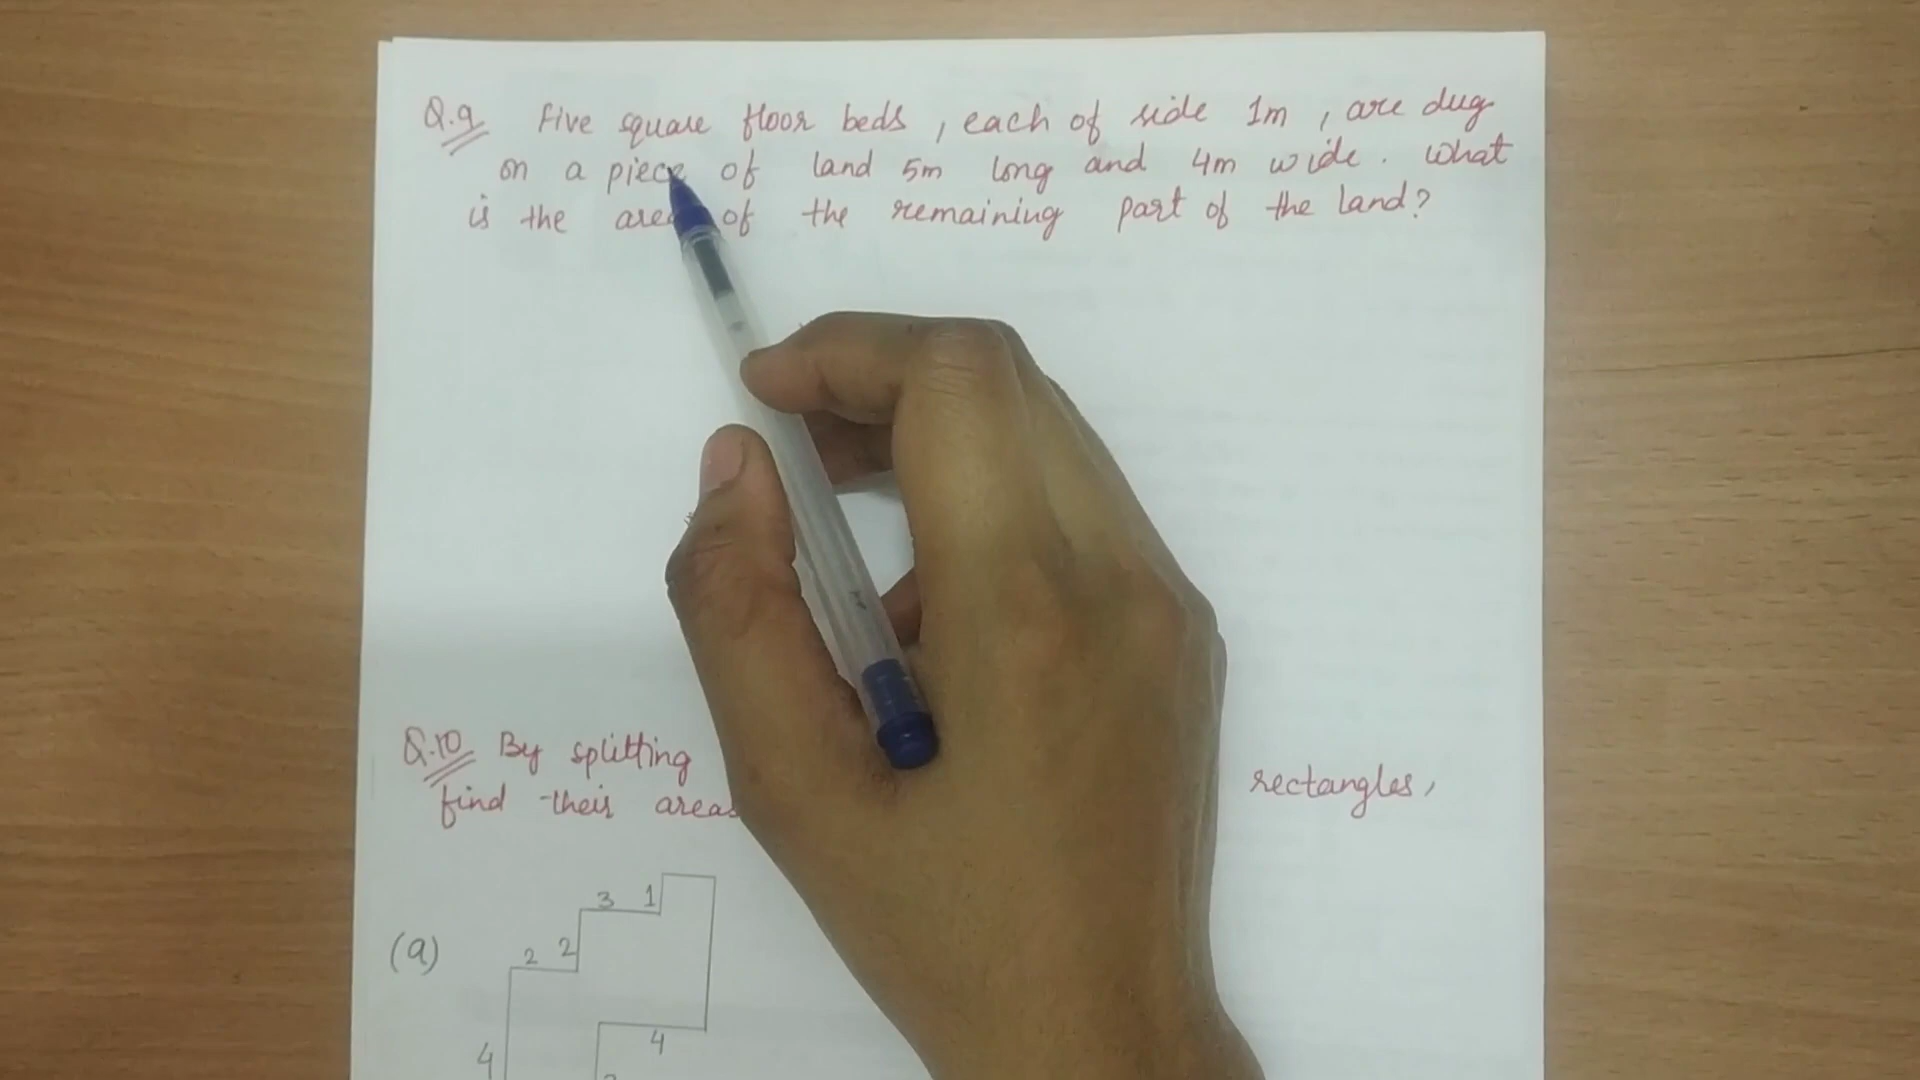 Q.9 Five square floor beds, each of side 1m, are dug
on a piece of land 5m long and 4m wide. What
is the area of the remaining part of the land?
Q.10 By splitting rectangles,
find their areas
(a)
3 1
2 2
4
4